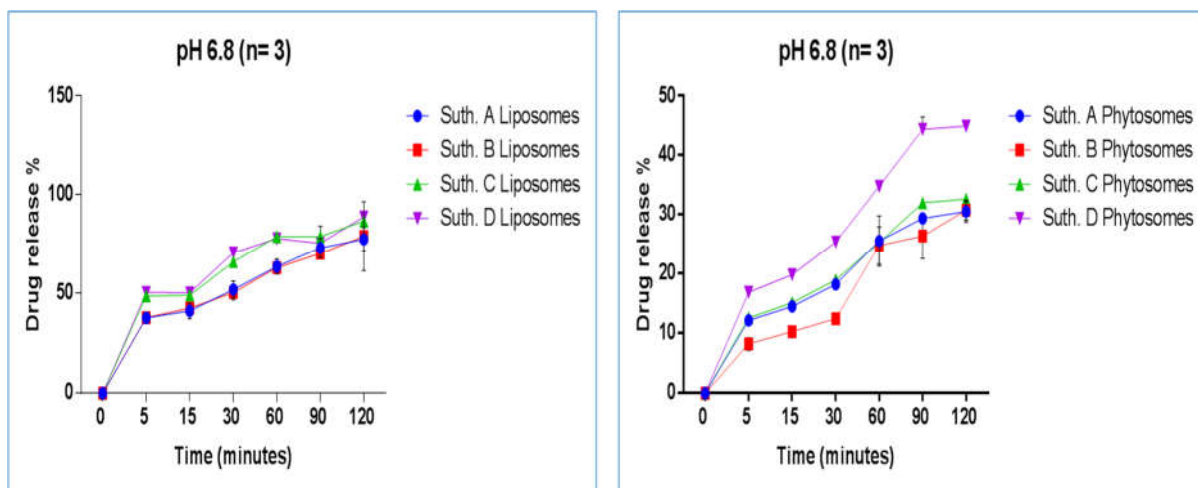 pH 6.8 (n= 3)
150
100
50
0
Drug release %
0 5 15 30 60 90 120
Time (minutes)
Suth. A Liposomes
Suth. B Liposomes
Suth. C Liposomes
Suth. D Liposomes
pH 6.8 (n= 3)
50
40
30
20
10
0
Drug release %
0 5 15 30 60 90 120
Time (minutes)
Suth. A Phytosomes
Suth. B Phytosomes
Suth. C Phytosomes
Suth. D Phytosomes